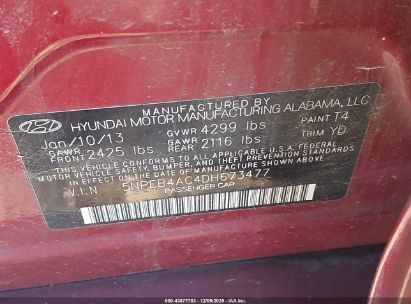 MANUFACTURED BY
HYUNDAI MOTOR MANUFACTURING ALABAMA, LLC
Jan/10/13 GVWR 4299 lbs PAINT T4
GAWR FRONT 2425 lbs GAWR REAR 2116 lbs TRIM YD
THIS VEHICLE CONFORMS TO ALL APPLICABLE U.S.A. FEDERAL
MOTOR VEHICLE SAFETY, BUMPER, AND THEFT PREVENTION STANDARDS
IN EFFECT ON THE DATE OF MANUFACTURE SHOWN ABOVE.
V.I.N 5NPEB4AC4DH673477
PASSENGER CAR